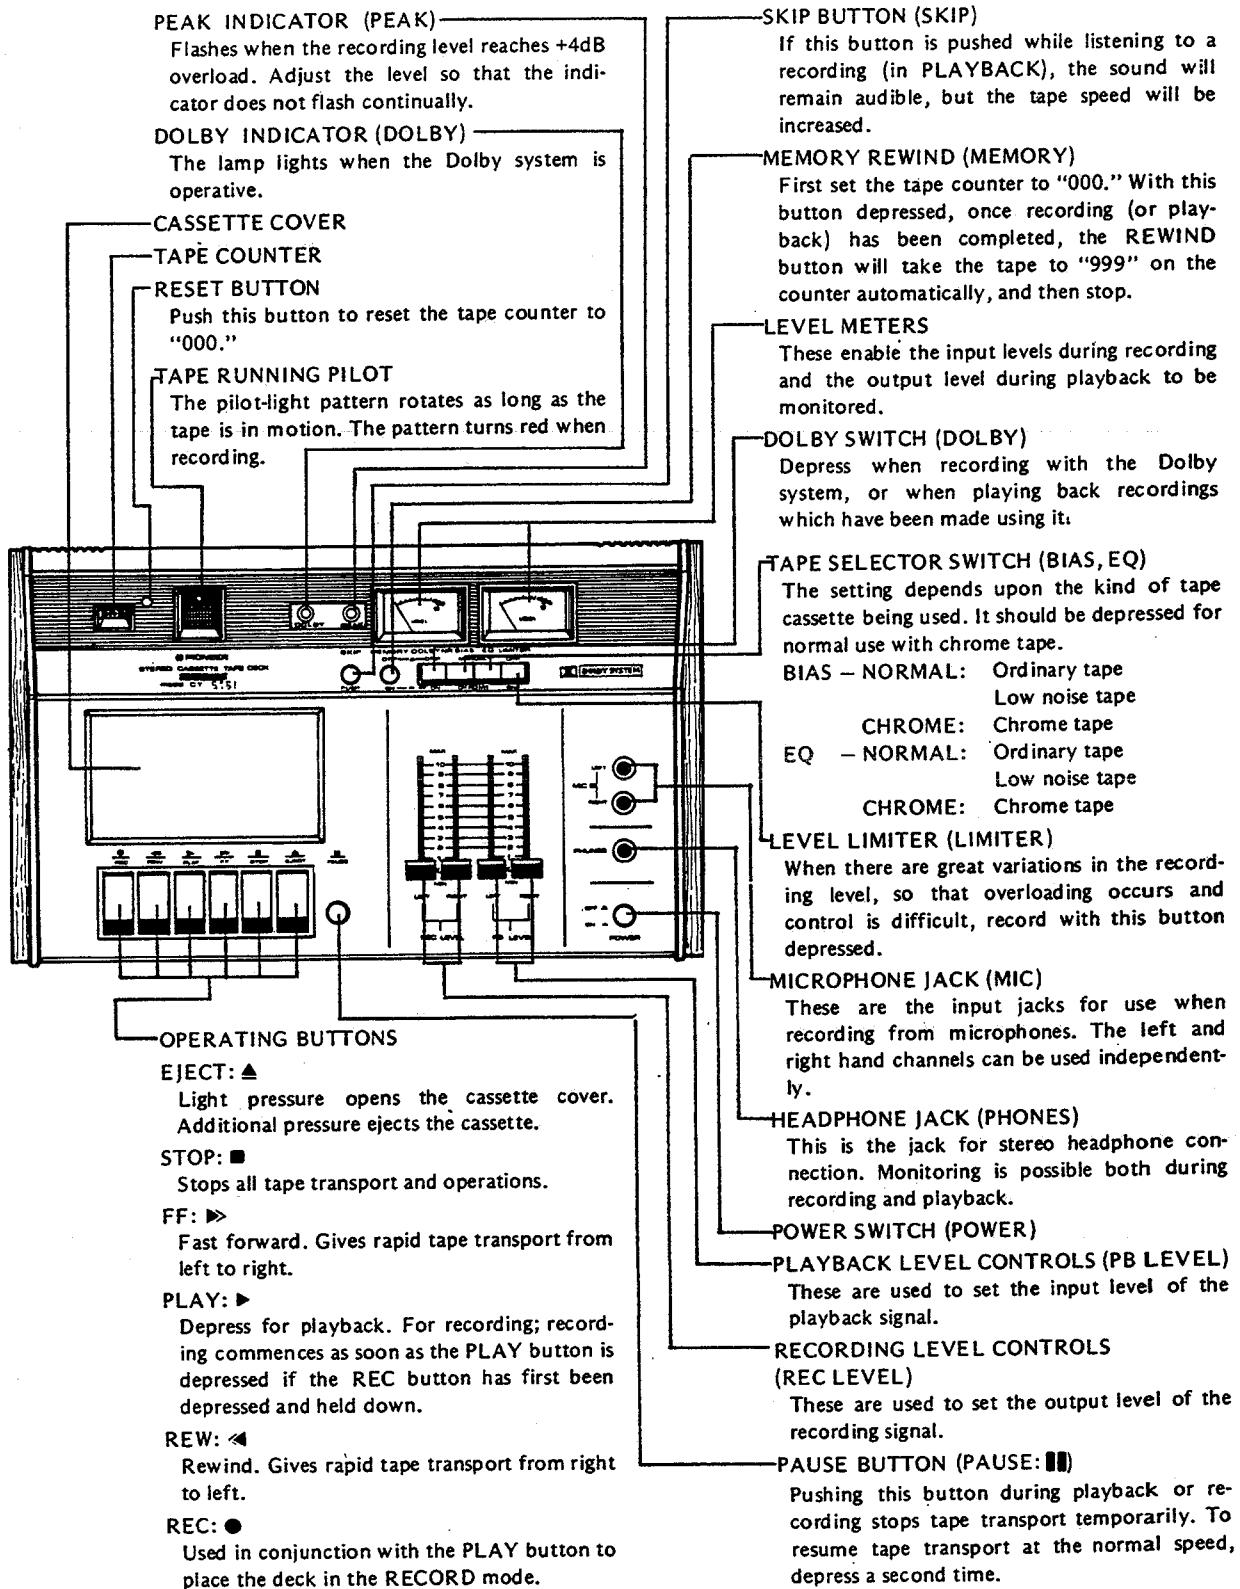 PEAK INDICATOR (PEAK)
Flashes when the recording level reaches +4dB
overload. Adjust the level so that the indi-
cator does not flash continually.
DOLBY INDICATOR (DOLBY)
The lamp lights when the Dolby system is
operative.
CASSETTE COVER
TAPE COUNTER
RESET BUTTON
Push this button to reset the tape counter to
“000.”
TAPE RUNNING PILOT
The pilot-light pattern rotates as long as the
tape is in motion. The pattern turns red when
recording.
SKIP BUTTON (SKIP)
If this button is pushed while listening to a
recording (in PLAYBACK), the sound will
remain audible, but the tape speed will be
increased.
MEMORY REWIND (MEMORY)
First set the tape counter to “000.” With this
button depressed, once recording (or play-
back) has been completed, the REWIND
button will take the tape to “999” on the
counter automatically, and then stop.
LEVEL METERS
These enable the input levels during recording
and the output level during playback to be
monitored.
DOLBY SWITCH (DOLBY)
Depress when recording with the Dolby
system, or when playing back recordings
which have been made using it.
TAPE SELECTOR SWITCH (BIAS, EQ)
The setting depends upon the kind of tape
cassette being used. It should be depressed for
normal use with chrome tape.
BIAS – NORMAL: Ordinary tape
Low noise tape
CHROME: Chrome tape
EQ – NORMAL: Ordinary tape
Low noise tape
CHROME: Chrome tape
LEVEL LIMITER (LIMITER)
When there are great variations in the record-
ing level, so that overloading occurs and
control is difficult, record with this button
depressed.
MICROPHONE JACK (MIC)
These are the input jacks for use when
recording from microphones. The left and
right hand channels can be used independent-
ly.
HEADPHONE JACK (PHONES)
This is the jack for stereo headphone con-
nection. Monitoring is possible both during
recording and playback.
POWER SWITCH (POWER)
PLAYBACK LEVEL CONTROLS (PB LEVEL)
These are used to set the input level of the
playback signal.
RECORDING LEVEL CONTROLS
(REC LEVEL)
These are used to set the output level of the
recording signal.
PAUSE BUTTON (PAUSE: ▮▮)
Pushing this button during playback or re-
cording stops tape transport temporarily. To
resume tape transport at the normal speed,
depress a second time.
DOLBY
SKIP
PIONEER
STEREO CASSETTE TAPE DECK
CT 5151
DOLBY SYSTEM
MAX MAX
LEFT
MIC
RIGHT
PHONES
LEFT RIGHT LEFT RIGHT
REC LEVEL PB LEVEL
POWER
OPERATING BUTTONS
EJECT: ▲
Light pressure opens the cassette cover.
Additional pressure ejects the cassette.
STOP: ■
Stops all tape transport and operations.
FF: ▶▶
Fast forward. Gives rapid tape transport from
left to right.
PLAY: ▶
Depress for playback. For recording; record-
ing commences as soon as the PLAY button is
depressed if the REC button has first been
depressed and held down.
REW: ◀◀
Rewind. Gives rapid tape transport from right
to left.
REC: ●
Used in conjunction with the PLAY button to
place the deck in the RECORD mode.